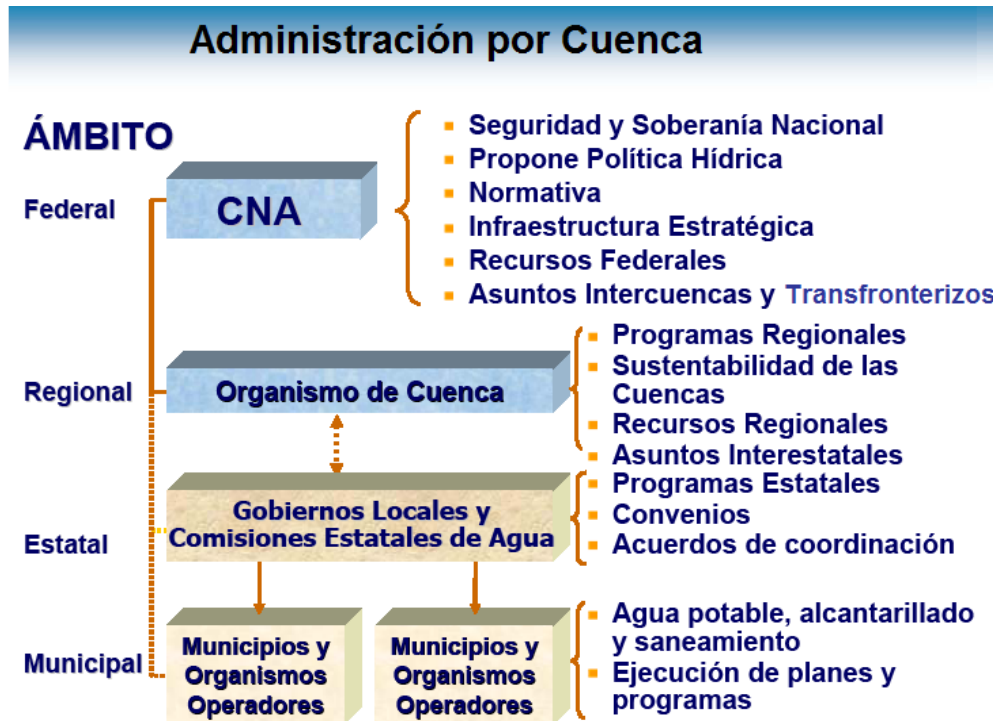 Administración por Cuenca
ÁMBITO
Federal
CNA
Seguridad y Soberanía Nacional
Propone Política Hídrica
Normativa
Infraestructura Estratégica
Recursos Federales
Asuntos Intercuencas y Transfronterizos
Regional
Organismo de Cuenca
Programas Regionales
Sustentabilidad de las
Cuencas
Recursos Regionales
Asuntos Interestatales
Estatal
Gobiernos Locales y
Comisiones Estatales de Agua
Programas Estatales
Convenios
Acuerdos de coordinación
Municipal
Municipios y
Organismos
Operadores
Municipios y
Organismos
Operadores
Agua potable, alcantarillado
y saneamiento
Ejecución de planes y
programas